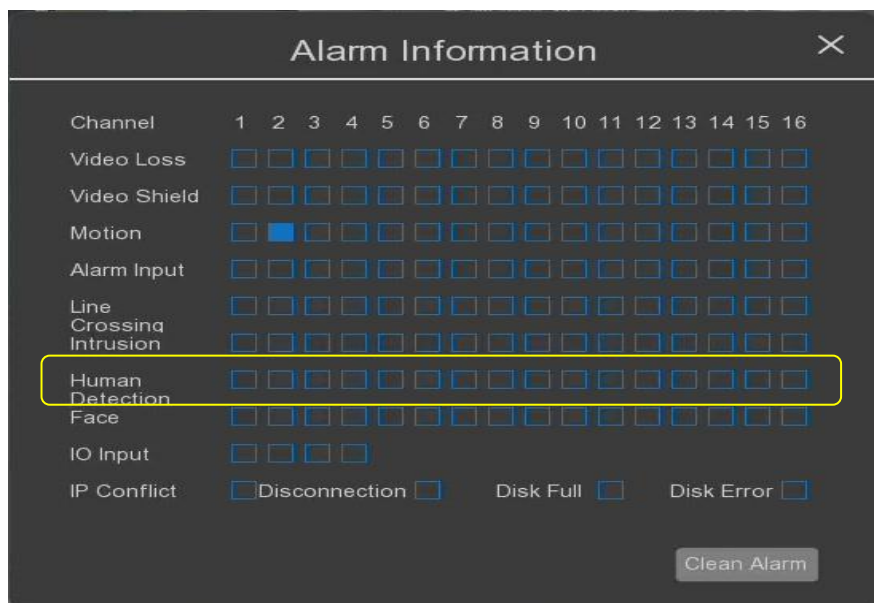 Alarm Information
Channel 1 2 3 4 5 6 7 8 9 10 11 12 13 14 15 16
Video Loss
Video Shield
Motion
Alarm Input
Line
Crossing
Intrusion
Human
Detection
Face
IO Input
IP Conflict Disconnection Disk Full Disk Error
Clean Alarm